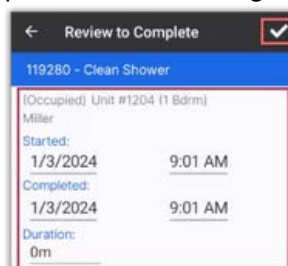 ← Review to Complete ✓
119280 - Clean Shower
(Occupied) Unit #1204 (1 Bdrm)
Miller
Started:
1/3/2024 9:01 AM
Completed:
1/3/2024 9:01 AM
Duration:
0m